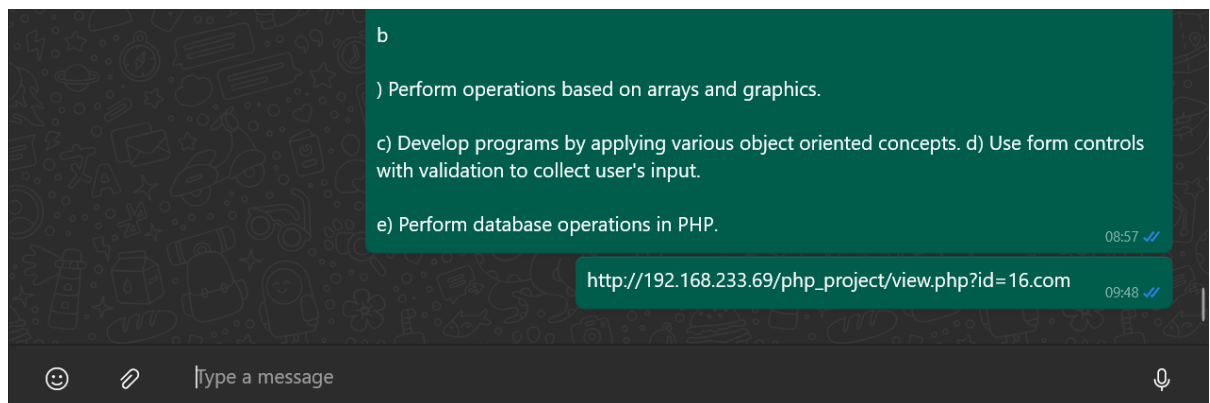 b
) Perform operations based on arrays and graphics.
c) Develop programs by applying various object oriented concepts. d) Use form controls
with validation to collect user's input.
e) Perform database operations in PHP.
08:57
http://192.168.233.69/php_project/view.php?id=16.com
09:48
Type a message